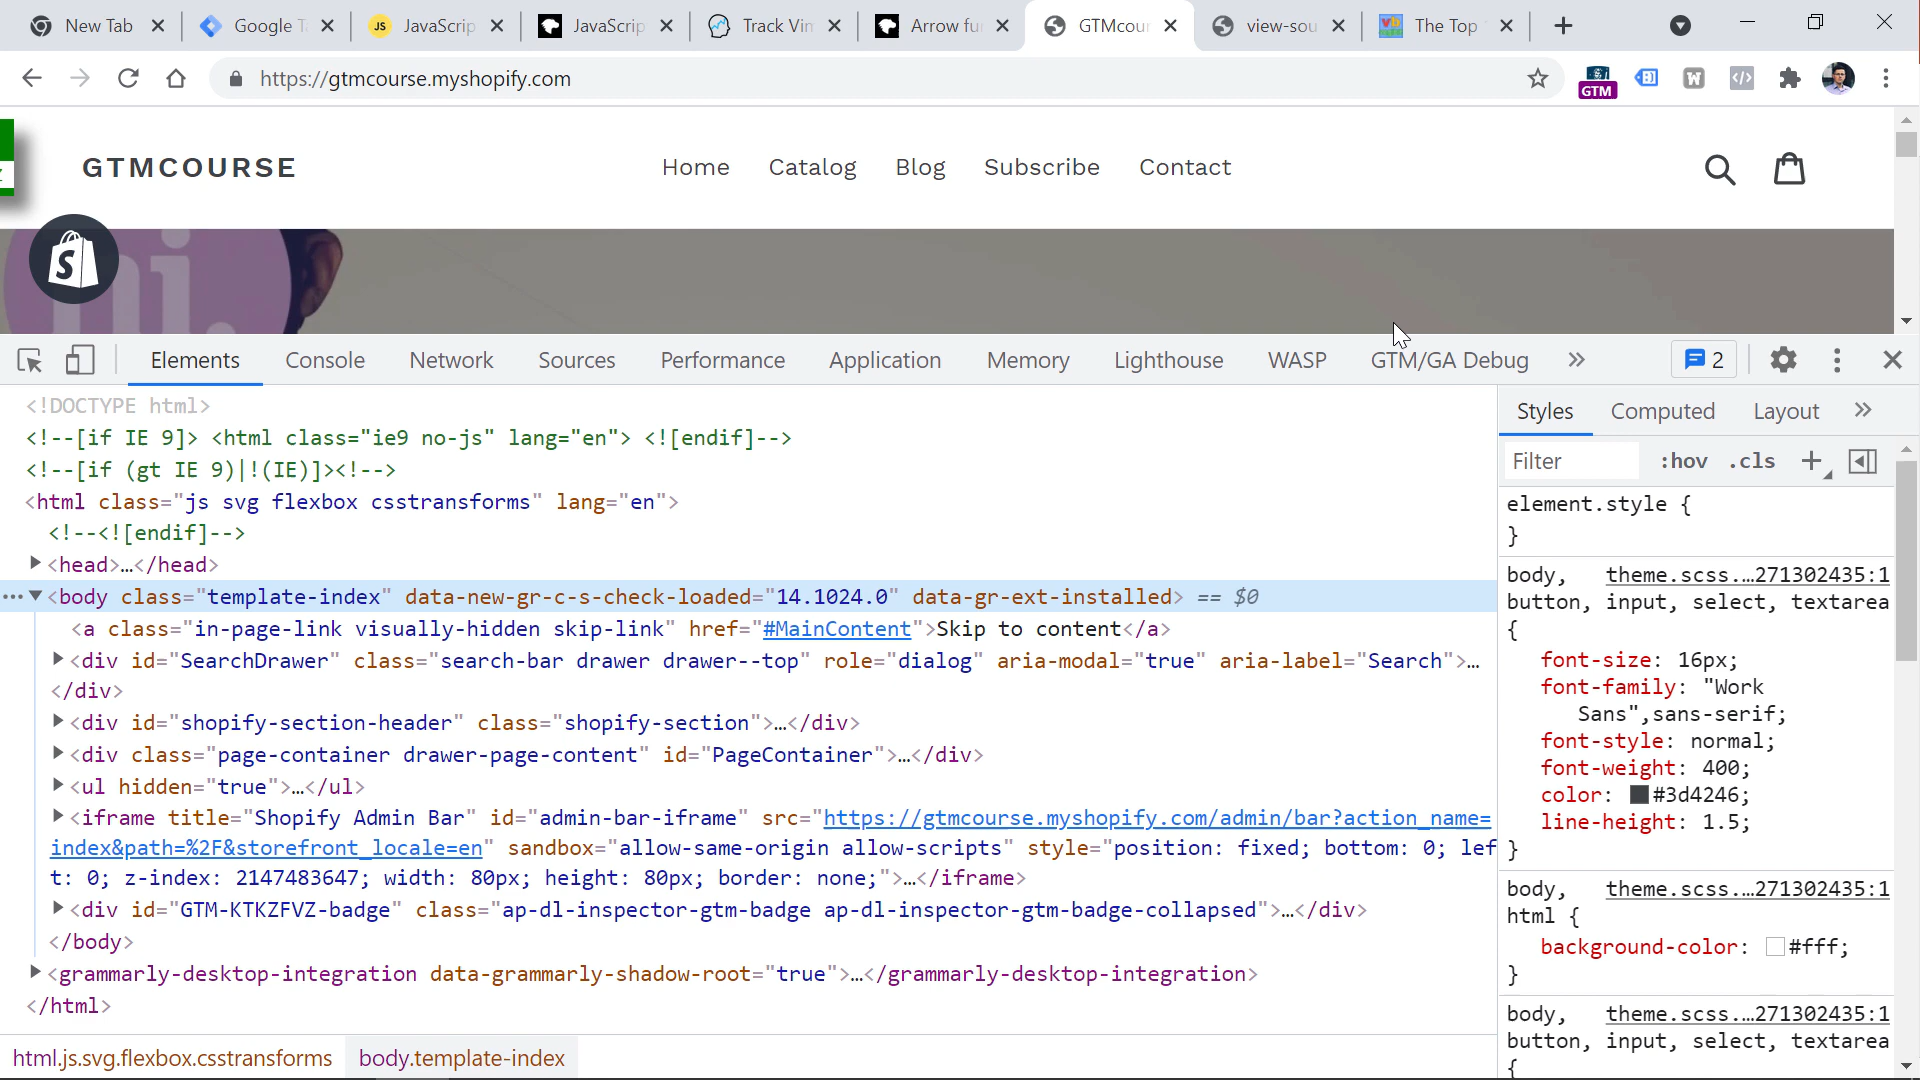 New Tab
Google T
JS JavaScrip
JavaScrip
Track Vim
Arrow fu
GTMcour
view-sou
The Top
https://gtmcourse.myshopify.com
GTM
W
GTMCOURSE
Home Catalog Blog Subscribe Contact
Elements Console Network Sources Performance Application Memory Lighthouse WASP GTM/GA Debug » 2
<!DOCTYPE html>
<!--[if IE 9]> <html class="ie9 no-js" lang="en"> <![endif]-->
<!--[if (gt IE 9)|!(IE)]><!-->
<html class="js svg flexbox csstransforms" lang="en">
<!--<![endif]-->
<head>…</head>
<body class="template-index" data-new-gr-c-s-check-loaded="14.1024.0" data-gr-ext-installed> == $0
<a class="in-page-link visually-hidden skip-link" href="#MainContent">Skip to content</a>
<div id="SearchDrawer" class="search-bar drawer drawer--top" role="dialog" aria-modal="true" aria-label="Search">…
</div>
<div id="shopify-section-header" class="shopify-section">…</div>
<div class="page-container drawer-page-content" id="PageContainer">…</div>
<ul hidden="true">…</ul>
<iframe title="Shopify Admin Bar" id="admin-bar-iframe" src="https://gtmcourse.myshopify.com/admin/bar?action_name=
index&path=%2F&storefront_locale=en" sandbox="allow-same-origin allow-scripts" style="position: fixed; bottom: 0; lef
t: 0; z-index: 2147483647; width: 80px; height: 80px; border: none;">…</iframe>
<div id="GTM-KTKZFVZ-badge" class="ap-dl-inspector-gtm-badge ap-dl-inspector-gtm-badge-collapsed">…</div>
</body>
<grammarly-desktop-integration data-grammarly-shadow-root="true">…</grammarly-desktop-integration>
</html>
html.js.svg.flexbox.csstransforms body.template-index
Styles Computed Layout »
Filter :hov .cls +
element.style {
}
body, theme.scss.…271302435:1
button, input, select, textarea
{
font-size: 16px;
font-family: "Work
Sans",sans-serif;
font-style: normal;
font-weight: 400;
color: #3d4246;
line-height: 1.5;
}
body, theme.scss.…271302435:1
html {
background-color: #fff;
}
body, theme.scss.…271302435:1
button, input, select, textarea
{